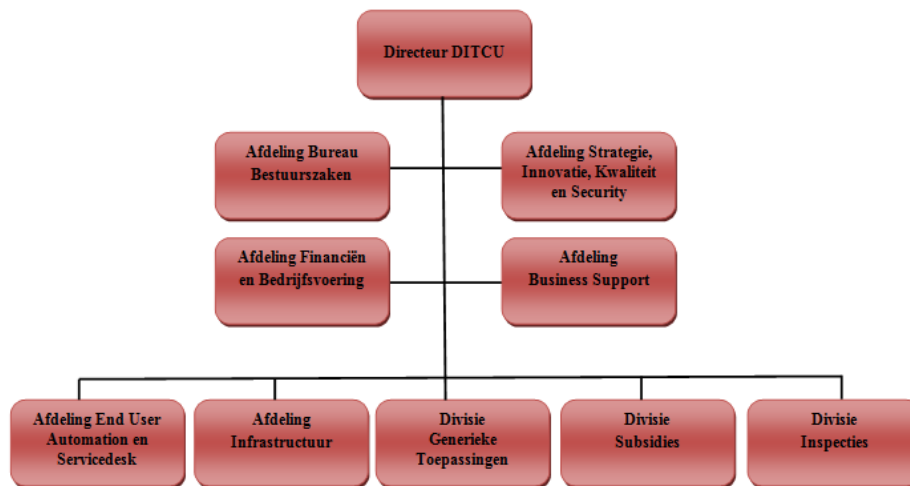 Directeur DITCU
Afdeling Bureau
Bestuurszaken
Afdeling Strategie,
Innovatie, Kwaliteit
en Security
Afdeling Financiën
en Bedrijfsvoering
Afdeling
Business Support
Afdeling End User
Automation en
Servicedesk
Afdeling
Infrastructuur
Divisie
Generieke
Toepassingen
Divisie
Subsidies
Divisie
Inspecties